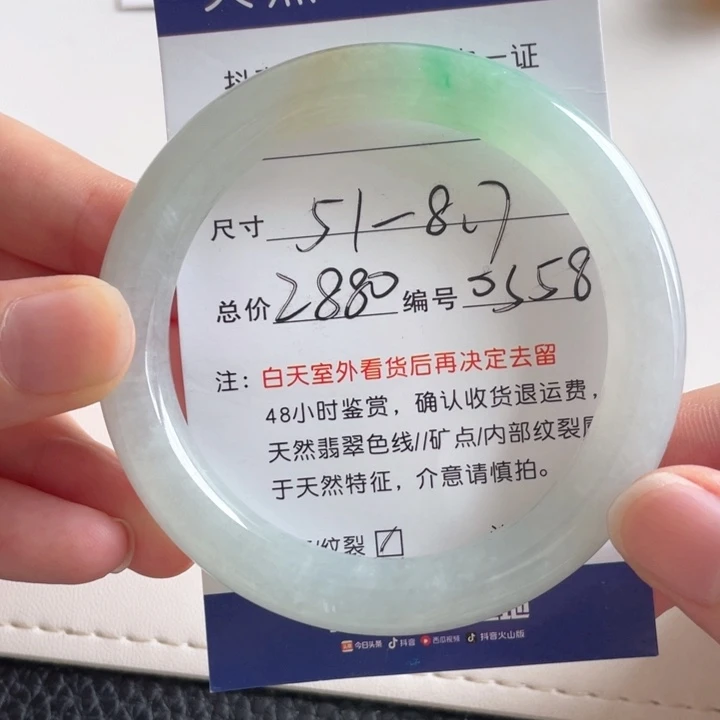 天然
一证
尺寸 51-8.7
总价 2880 编号 0558
注：白天室外看货后再决定去留
48小时鉴赏，确认收货退运费，
天然翡翠色线//矿点/内部纹裂
于天然特征，介意请慎拍。
/纹裂
今日头条 抖音 西瓜视频 抖音火山版